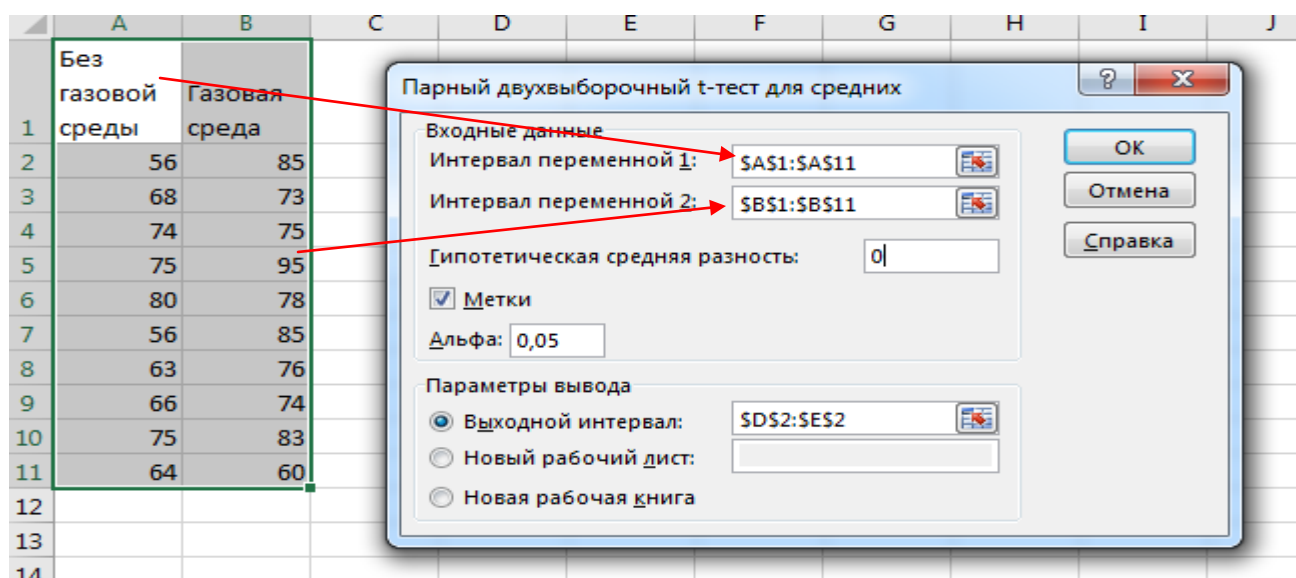 A B C D E F G H I J
Без
газовой Газовая
1 среды среда
2 56 85
3 68 73
4 74 75
5 75 95
6 80 78
7 56 85
8 63 76
9 66 74
10 75 83
11 64 60
12
13
14
Парный двухвыборочный t-тест для средних
Входные данные
Интервал переменной 1: $A$1:$A$11
Интервал переменной 2: $B$1:$B$11
Гипотетическая средняя разность: 0
Метки
Альфа: 0,05
Параметры вывода
Выходной интервал: $D$2:$E$2
Новый рабочий лист:
Новая рабочая книга
? X
ОК
Отмена
Справка